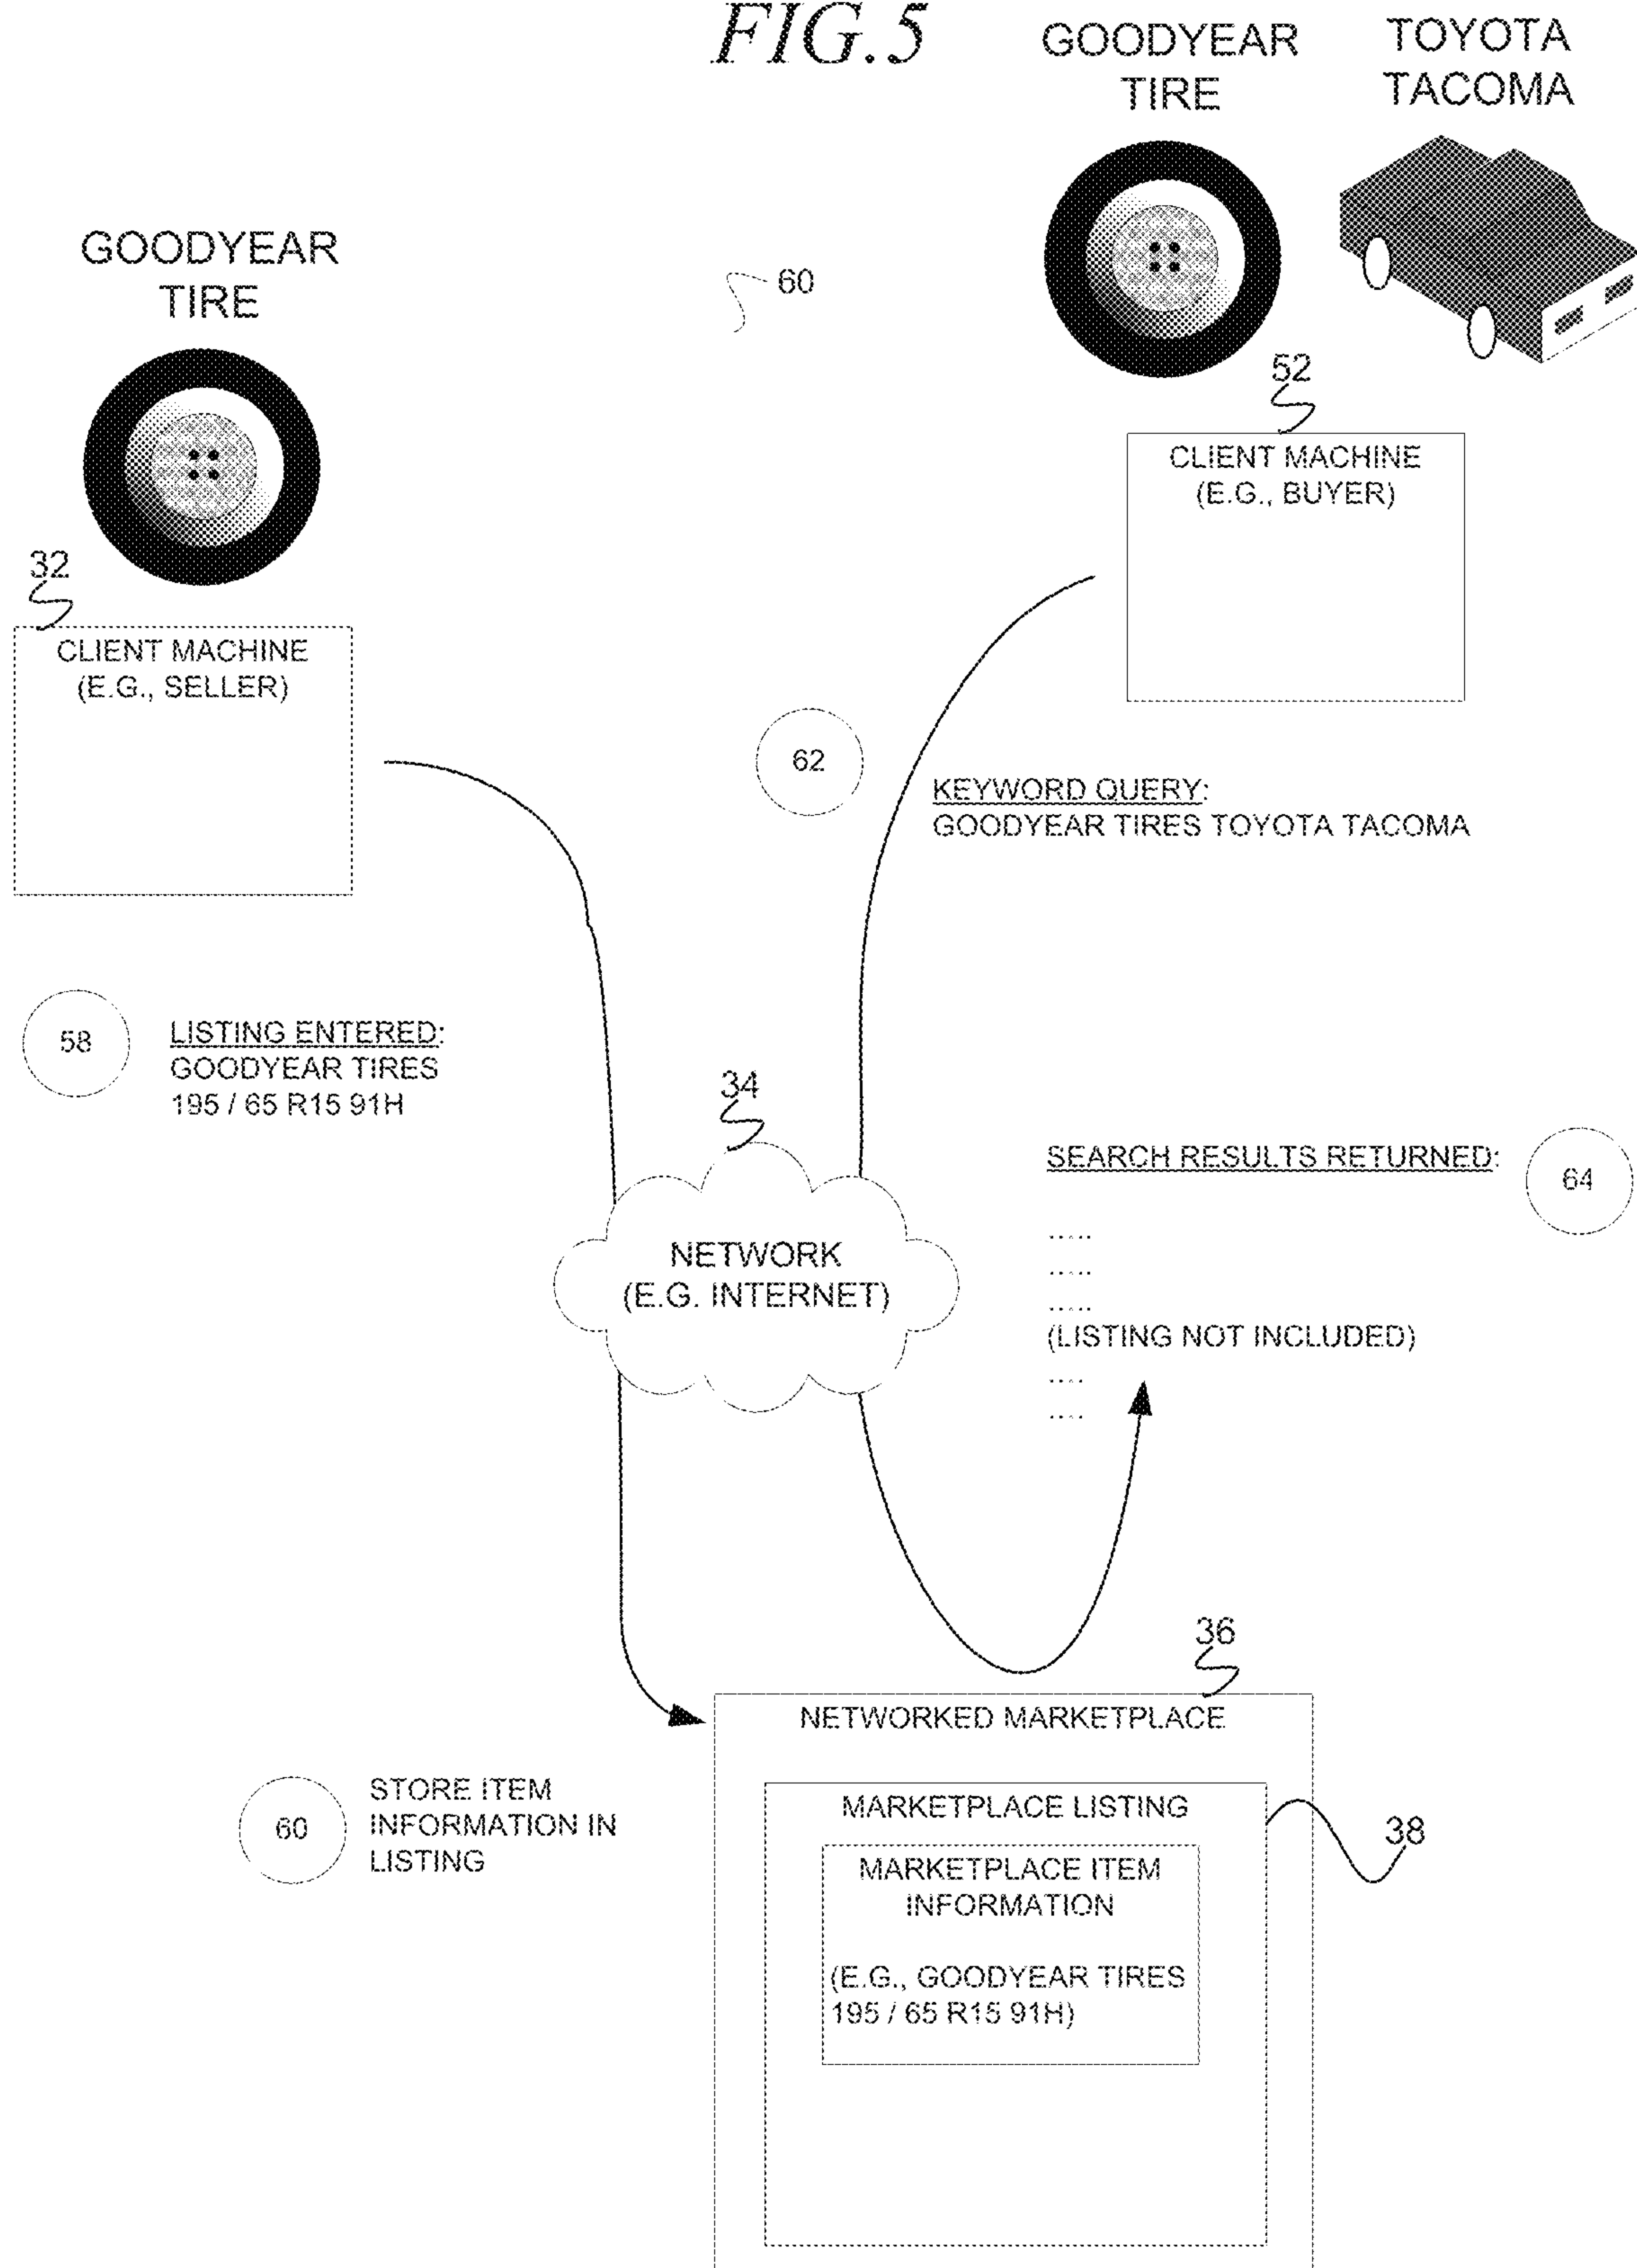 FIG.5
GOODYEAR
TIRE
TOYOTA
TACOMA
GOODYEAR
TIRE
60
52
CLIENT MACHINE
(E.G., BUYER)
32
CLIENT MACHINE
(E.G., SELLER)
62
KEYWORD QUERY:
GOODYEAR TIRES TOYOTA TACOMA
58
LISTING ENTERED:
GOODYEAR TIRES
195 / 65 R15 91H
34
NETWORK
(E.G. INTERNET)
SEARCH RESULTS RETURNED:
64
.....
.....
.....
(LISTING NOT INCLUDED)
....
....
36
NETWORKED MARKETPLACE
60
STORE ITEM
INFORMATION IN
LISTING
MARKETPLACE LISTING
38
MARKETPLACE ITEM
INFORMATION
(E.G., GOODYEAR TIRES
195 / 65 R15 91H)